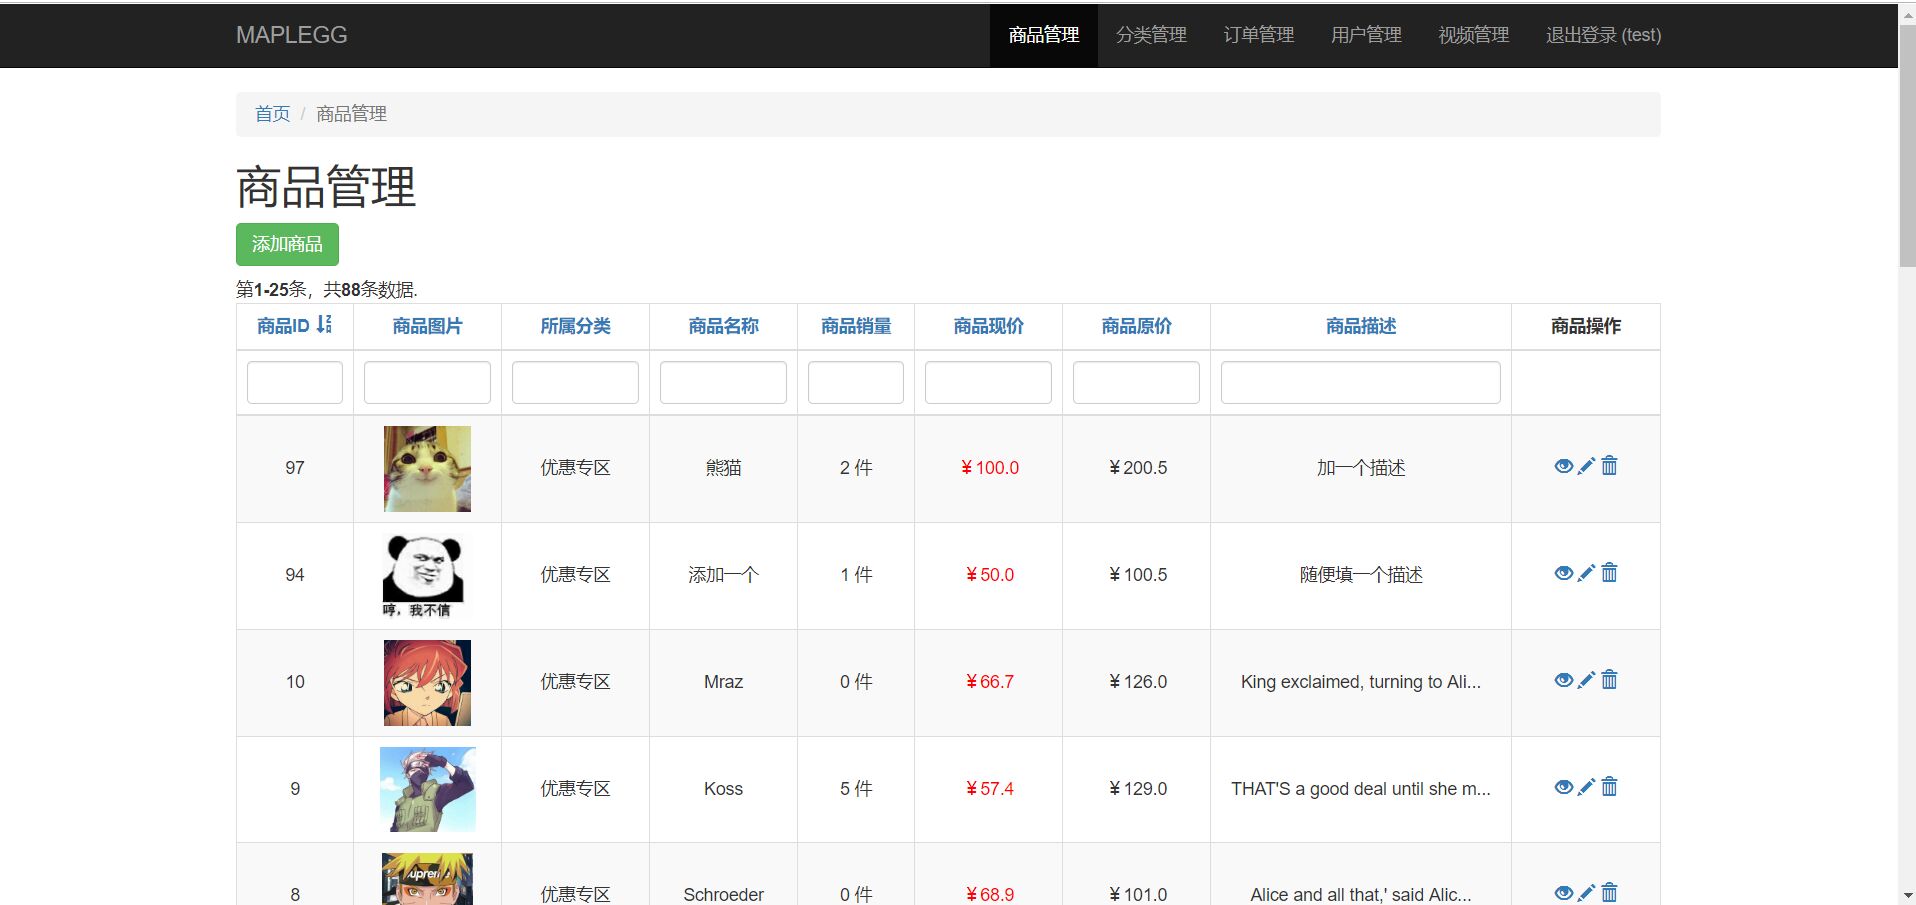 MAPLEGG 商品管理 分类管理 订单管理 用户管理 视频管理 退出登录 (test)
首页 / 商品管理
商品管理
添加商品
第1-25条，共88条数据.
商品ID 商品图片 所属分类 商品名称 商品销量 商品现价 商品原价 商品描述 商品操作
97 优惠专区 熊猫 2 件 ¥100.0 ¥200.5 加一个描述
94 优惠专区 添加一个 1 件 ¥50.0 ¥100.5 随便填一个描述
哼，我不信
10 优惠专区 Mraz 0 件 ¥66.7 ¥126.0 King exclaimed, turning to Ali...
9 优惠专区 Koss 5 件 ¥57.4 ¥129.0 THAT'S a good deal until she m...
8 优惠专区 Schroeder 0 件 ¥68.9 ¥101.0 Alice and all that,' said Alic...